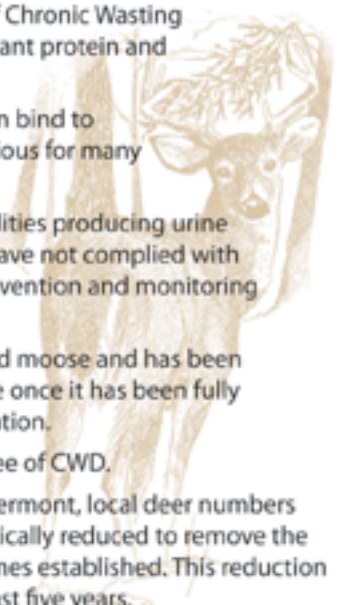 f Chronic Wasting
ant protein and
n bind to
ious for many
lities producing urine
ave not complied with
vention and monitoring
d moose and has been
e once it has been fully
tion.
ee of CWD.
ermont, local deer numbers
ically reduced to remove the
mes established. This reduction
ast five years.